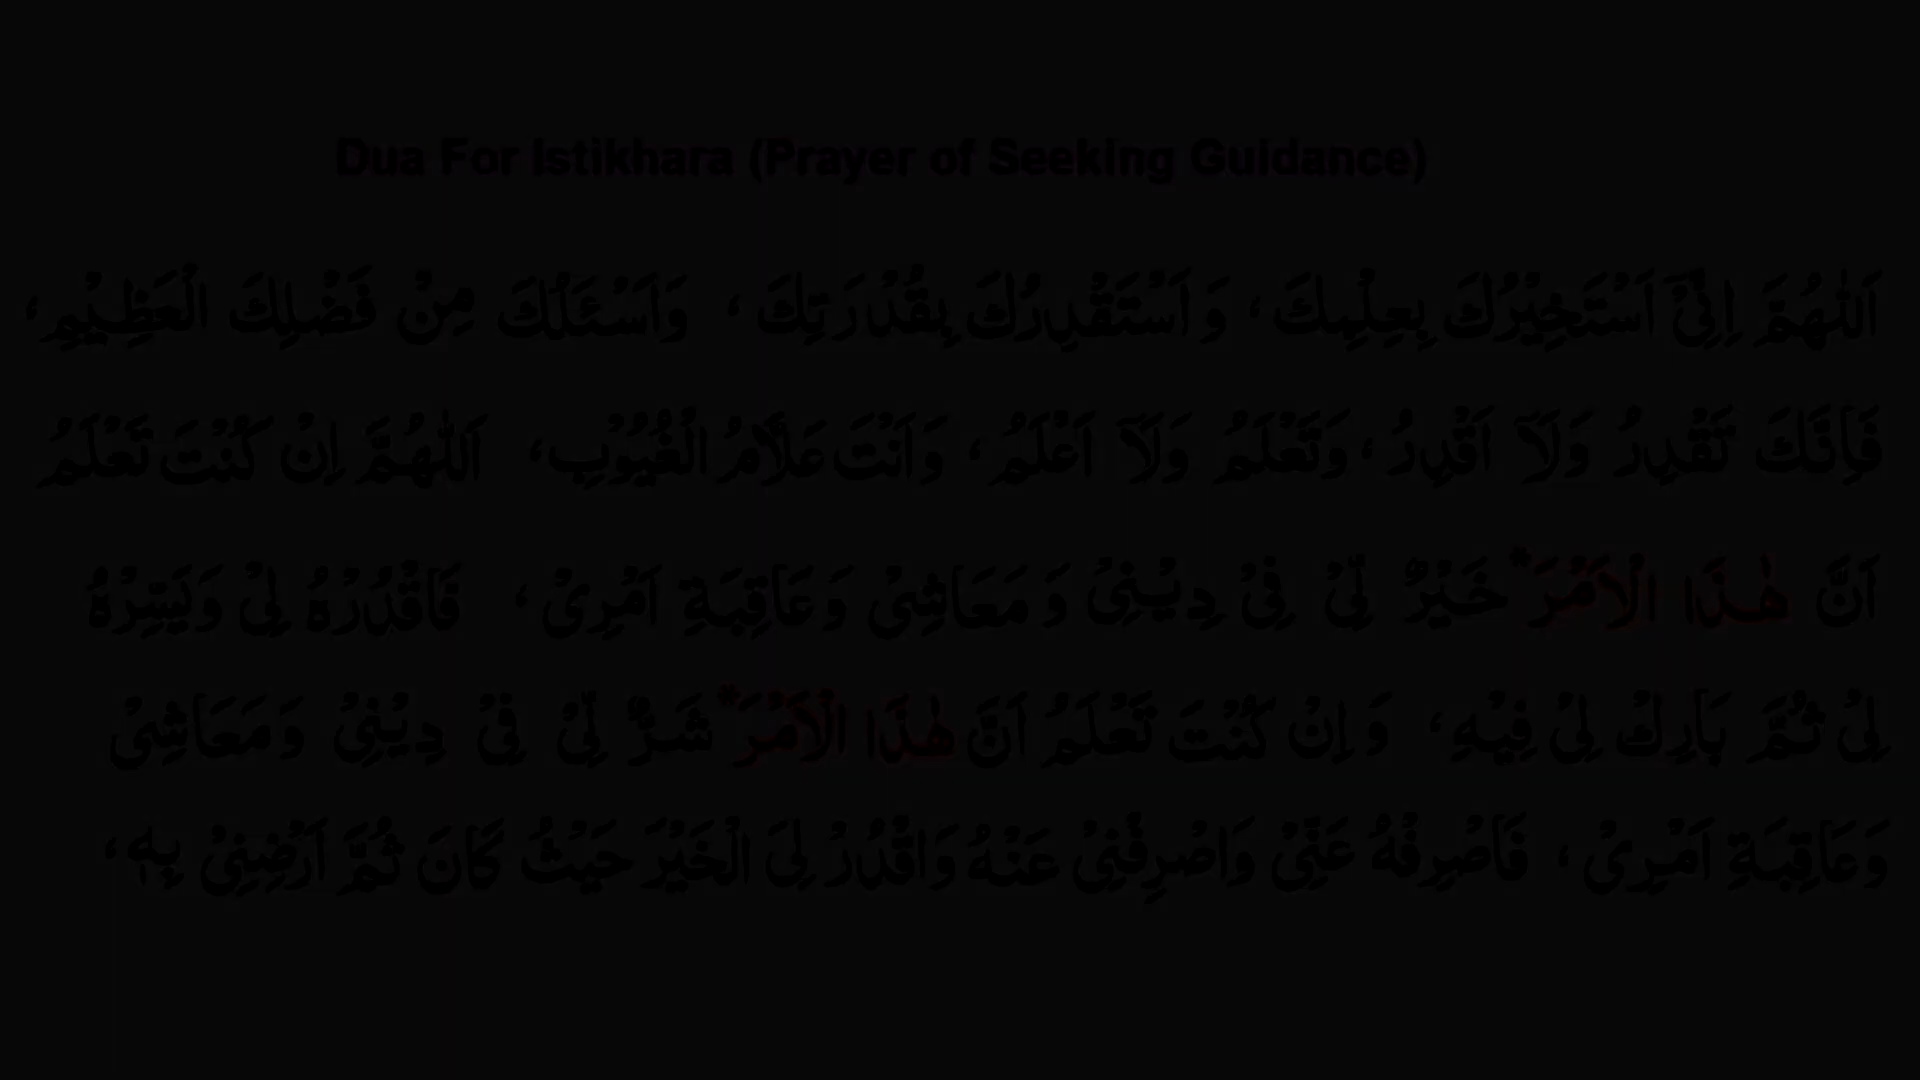 Dua For Istikhara (Prayer of Seeking Guidance)
اَللّٰهُمَّ اِنِّيْٓ اَسْتَخِيْرُكَ بِعِلْمِكَ ، وَ اَسْتَقْدِرُكَ بِقُدْرَتِكَ ، وَاَسْئَلُكَ مِنْ فَضْلِكَ الْعَظِيْمِ ،
فَاِنَّكَ تَقْدِرُ وَلَآ اَقْدِرُ ، وَتَعْلَمُ وَلَآ اَعْلَمُ ، وَاَنْتَ عَلَّامُ الْغُيُوْبِ ، اَللّٰهُمَّ اِنْ كُنْتَ تَعْلَمُ
اَنَّ هٰذَا الْاَمْرَ* خَيْرٌ لِّيْ فِيْ دِيْنِيْ وَ مَعَاشِيْ وَعَاقِبَةِ اَمْرِيْ ، فَاقْدُرْهُ لِيْ وَيَسِّرْهُ
لِيْ ثُمَّ بَارِكْ لِيْ فِيْهِ ، وَ اِنْ كُنْتَ تَعْلَمُ اَنَّ هٰذَا الْاَمْرَ* شَرٌّ لِّيْ فِيْ دِيْنِيْ وَمَعَاشِيْ
وَعَاقِبَةِ اَمْرِيْ ، فَاصْرِفْهُ عَنِّيْ وَاصْرِفْنِيْ عَنْهُ وَاقْدُرْ لِيَ الْخَيْرَ حَيْثُ كَانَ ثُمَّ اَرْضِنِيْ بِهٖ ،